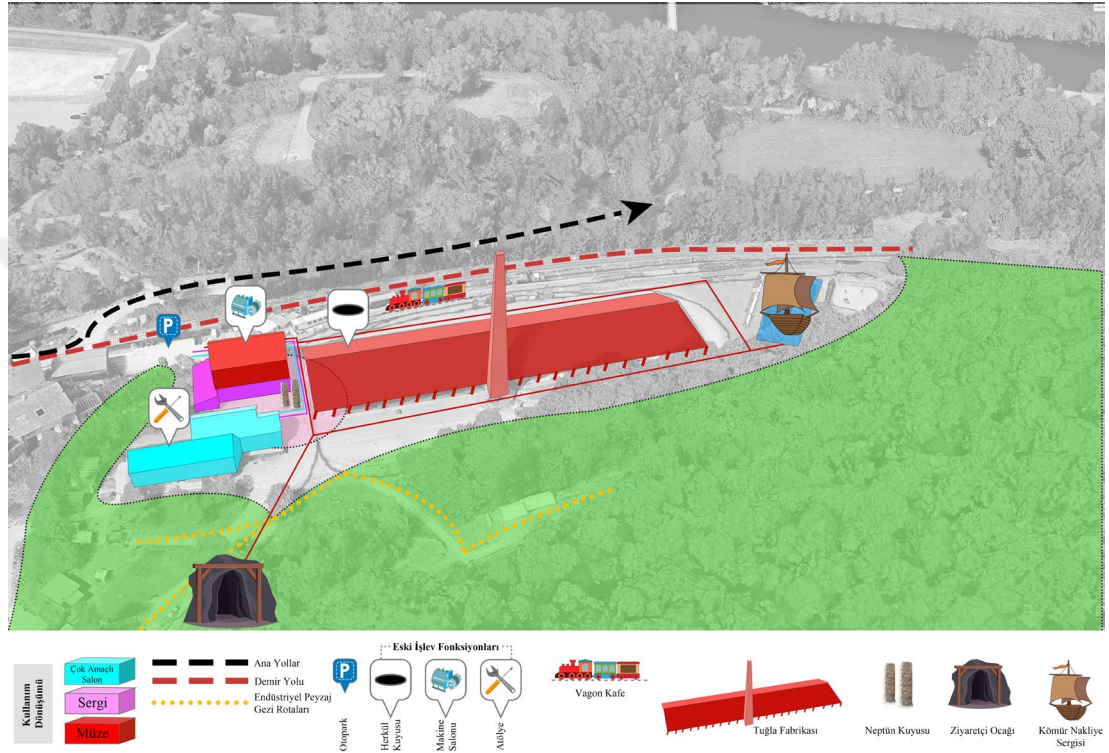 P
Kullanım
Dönüşümü
Çok Amaçlı
Salon
Sergi
Müze
Ana Yollar
Demir Yolu
Endüstriyel Peyzaj
Gezi Rotaları
P
Otopark
Eski İşlev Fonksiyonları
Herkül
Kuyusu
Makine
Salonu
Atölye
Vagon Kafe
Tuğla Fabrikası
Neptün Kuyusu
Ziyaretçi Ocağı
Kömür Nakliye
Sergisi